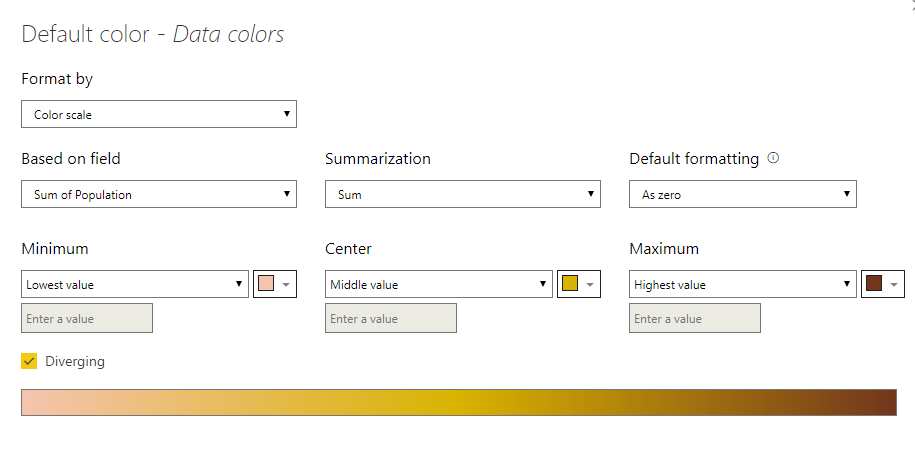 Default color - Data colors
Format by
Color scale
Based on field
Summarization
Default formatting
Sum of Population
Sum
As zero
Minimum
Center
Maximum
Lowest value
Middle value
Highest value
Enter a value
Enter a value
Enter a value
Diverging